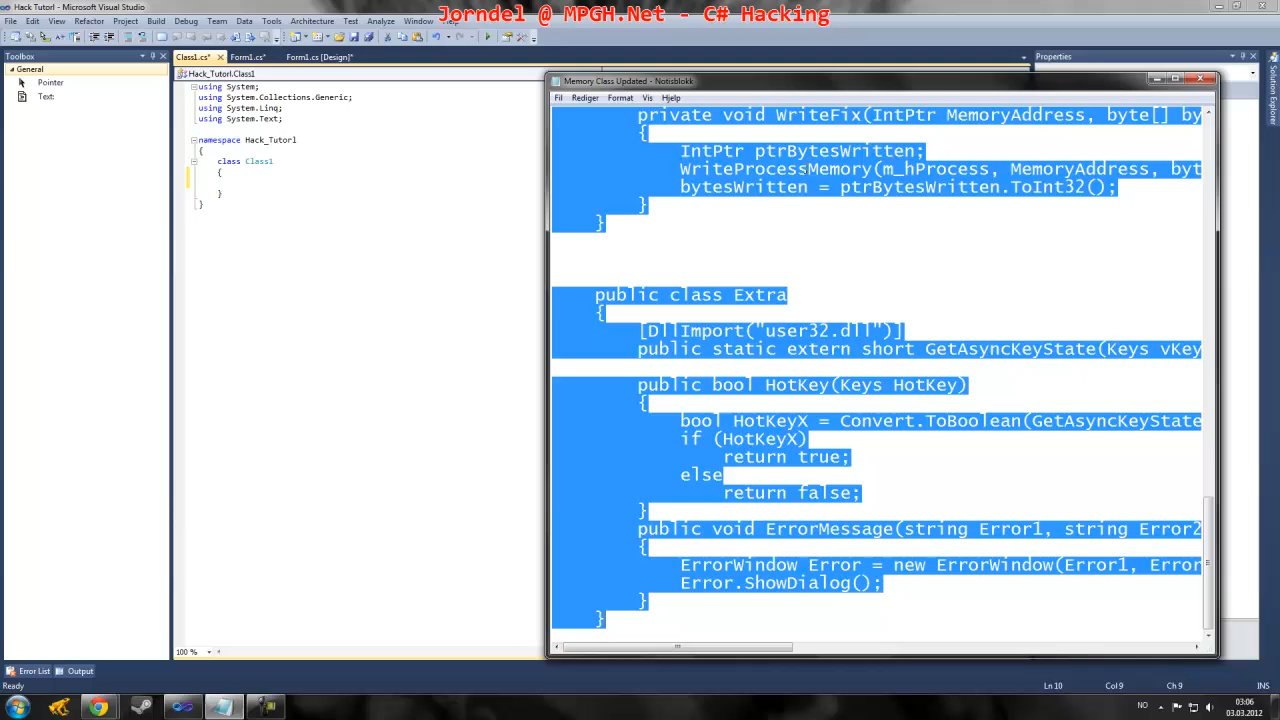 Hack Tutorl - Microsoft Visual Studio
Jorndel @ MPGH.Net - C# Hacking
File Edit View Refactor Project Build Debug Team Data Tools Architecture Test Analyze Window
Toolbox
General
Pointer
Text:
Class1.cs* Form1.cs* Form1.cs [Design]*
Hack_Tutorl.Class1
using System;
using System.Collections.Generic;
using System.Linq;
using System.Text;
namespace Hack_Tutorl
{
class Class1
{
}
}
100 %
Memory Class Updated - Notisblokk
Fil Rediger Format Vis Hjelp
private void WriteFix(IntPtr MemoryAddress, byte[] by
{
IntPtr ptrBytesWritten;
WriteProcessMemory(m_hProcess, MemoryAddress, byt
bytesWritten = ptrBytesWritten.ToInt32();
}
}
public class Extra
{
[DllImport("user32.dll")]
public static extern short GetAsyncKeyState(Keys vKey
public bool HotKey(Keys HotKey)
{
bool HotKeyX = Convert.ToBoolean(GetAsyncKeyState
if (HotKeyX)
return true;
else
return false;
}
public void ErrorMessage(string Error1, string Error2
{
ErrorWindow Error = new ErrorWindow(Error1, Error
Error.ShowDialog();
}
}
Properties
Solution Explorer
Error List Output
Ready
Ln 10 Col 9 Ch 9 INS
NO
03:06
03.03.2012